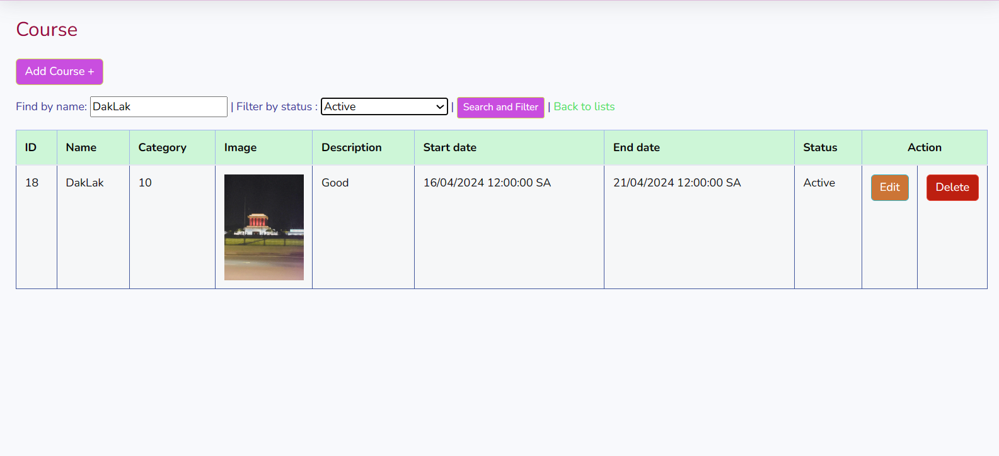 Course
Add Course +
Find by name: DakLak | Filter by status : Active | Search and Filter | Back to lists
ID Name Category Image Description Start date End date Status Action
18 DakLak 10 Good 16/04/2024 12:00:00 SA 21/04/2024 12:00:00 SA Active Edit Delete